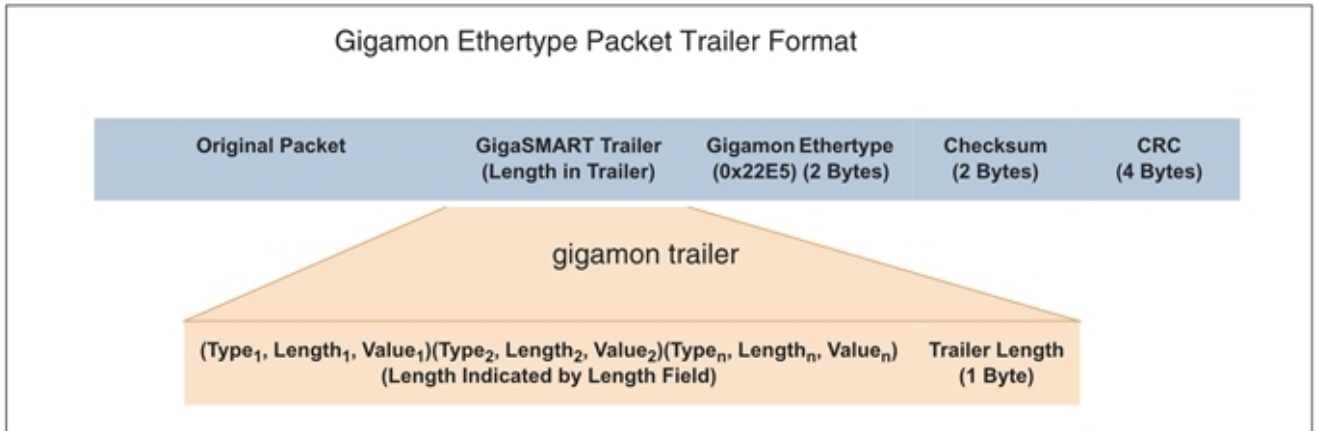 Gigamon Ethertype Packet Trailer Format
Original Packet
GigaSMART Trailer
(Length in Trailer)
Gigamon Ethertype
(0x22E5) (2 Bytes)
Checksum
(2 Bytes)
CRC
(4 Bytes)
gigamon trailer
(Type₁, Length₁, Value₁)(Type₂, Length₂, Value₂)(Typeₙ, Lengthₙ, Valueₙ)
(Length Indicated by Length Field)
Trailer Length
(1 Byte)